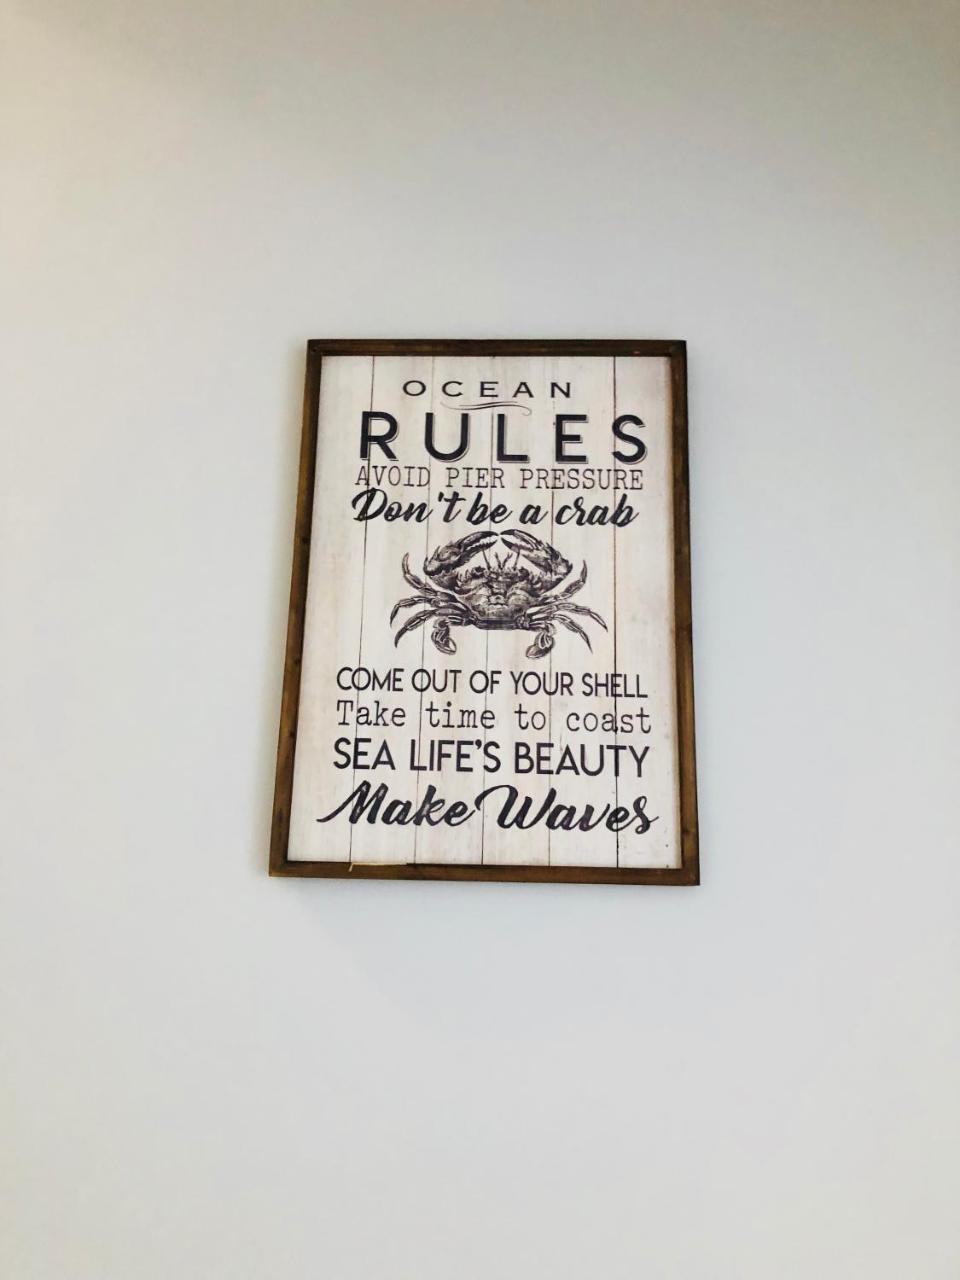 OCEAN
RULES
AVOID PIER PRESSURE
Don't be a crab
COME OUT OF YOUR SHELL
Take time to coast
SEA LIFE'S BEAUTY
Make Waves